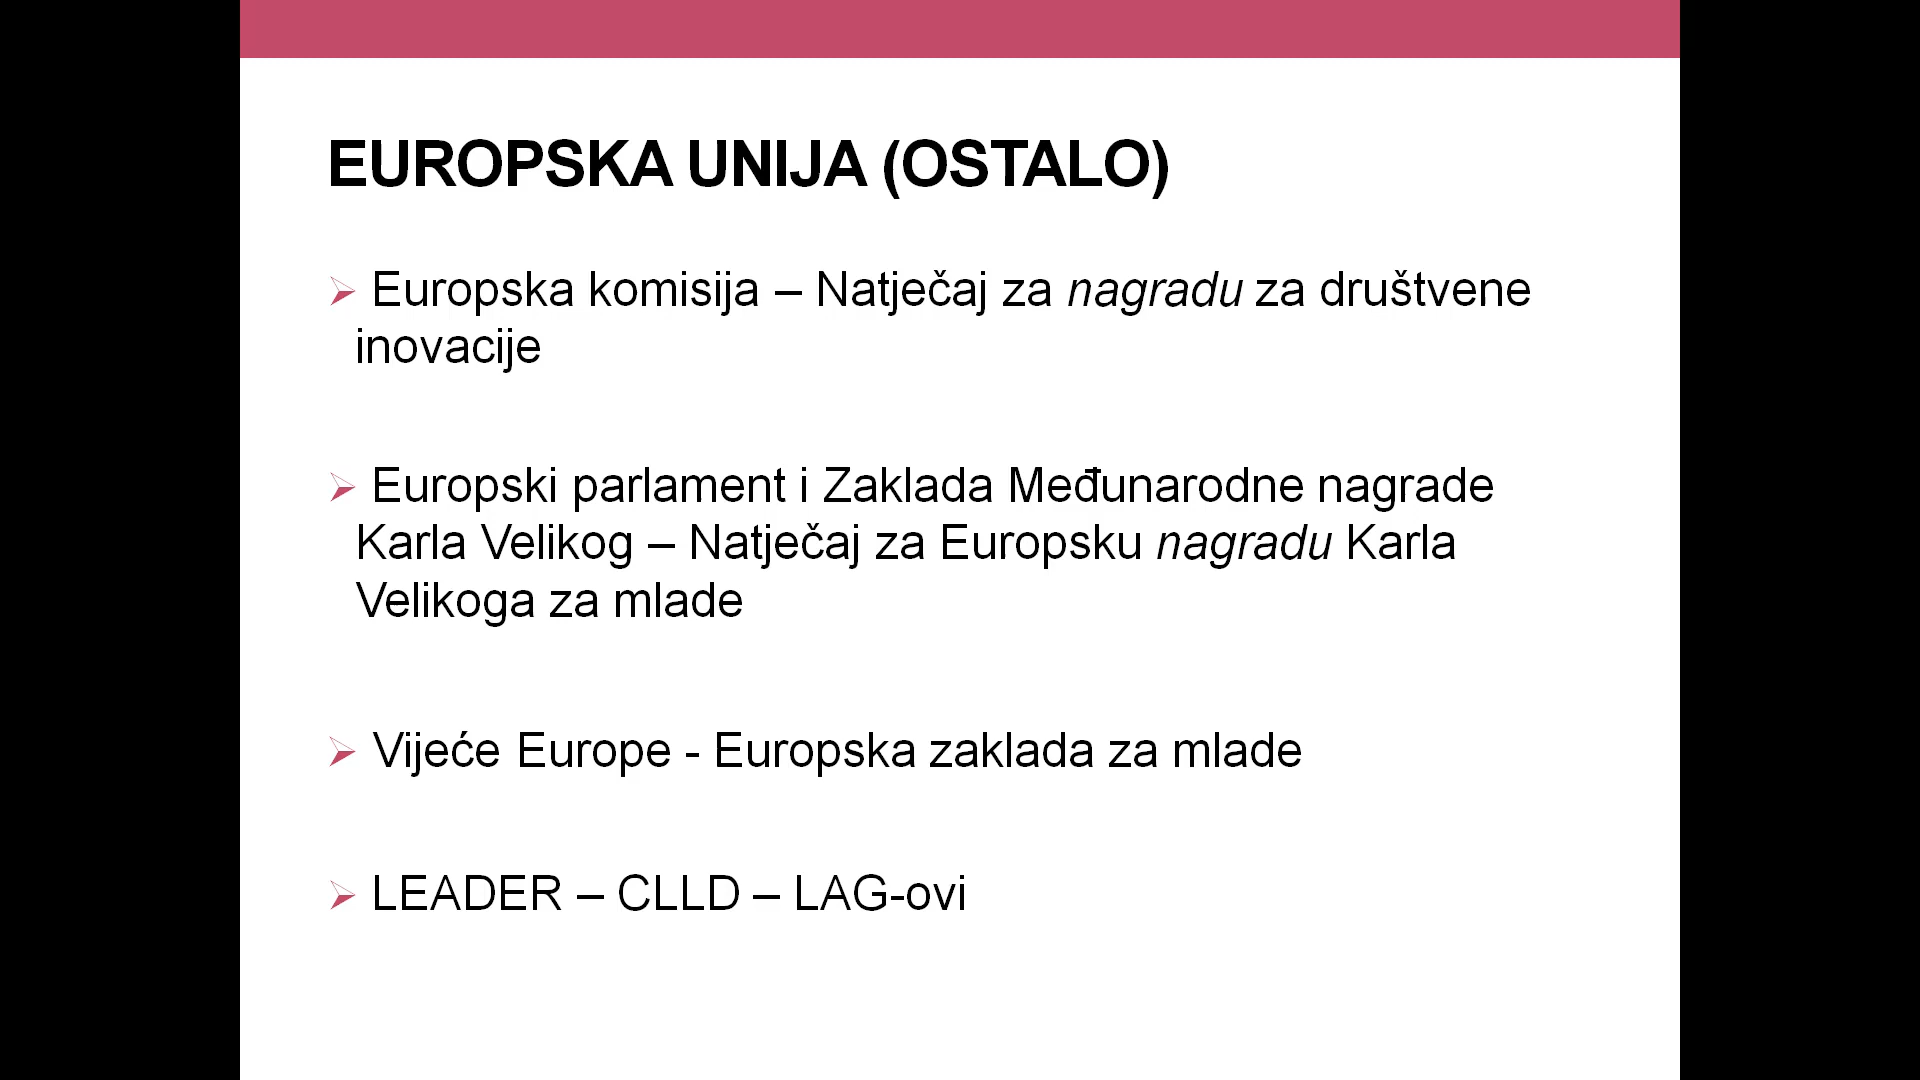 EUROPSKA UNIJA (OSTALO)
Europska komisija – Natječaj za nagradu za društvene
inovacije
Europski parlament i Zaklada Međunarodne nagrade
Karla Velikog – Natječaj za Europsku nagradu Karla
Velikoga za mlade
Vijeće Europe - Europska zaklada za mlade
LEADER – CLLD – LAG-ovi